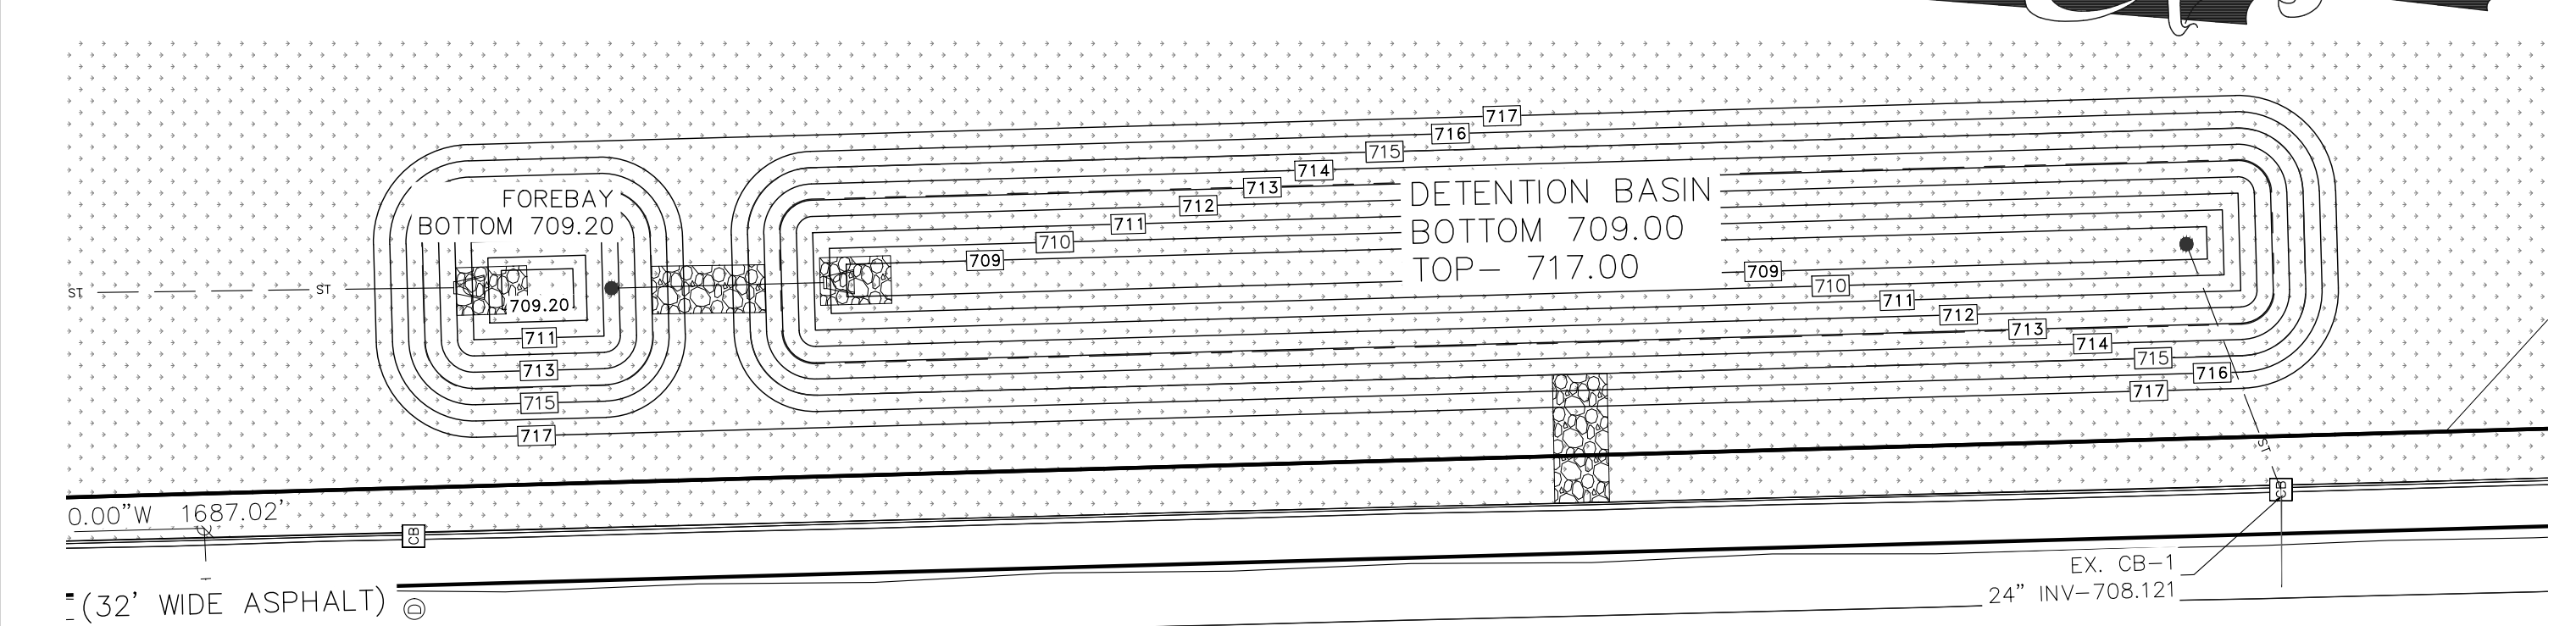 717
716
715
714
713
712
711
710
709
FOREBAY
BOTTOM 709.20
DETENTION BASIN
BOTTOM 709.00
TOP- 717.00
ST
ST
709.20
711
713
715
717
709
710
711
712
713
714
715
716
717
ST
0.00"W 1687.02'
CB
CB
EX. CB-1
24" INV-708.121
(32' WIDE ASPHALT)
D